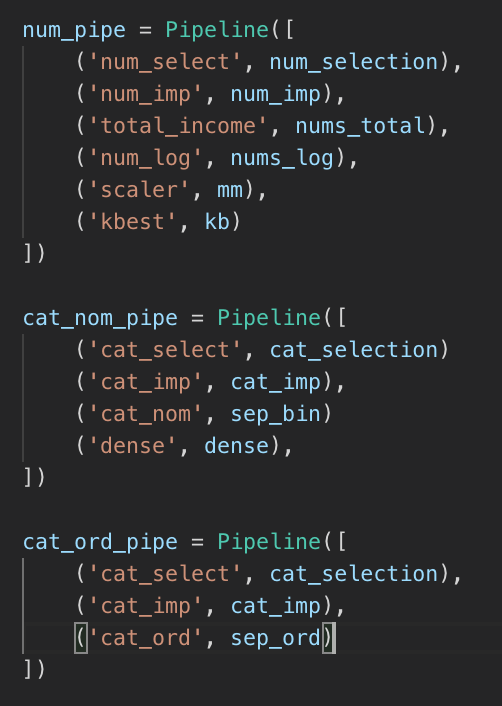 num_pipe = Pipeline([
    ('num_select', num_selection),
    ('num_imp', num_imp),
    ('total_income', nums_total),
    ('num_log', nums_log),
    ('scaler', mm),
    ('kbest', kb)
])

cat_nom_pipe = Pipeline([
    ('cat_select', cat_selection)
    ('cat_imp', cat_imp),
    ('cat_nom', sep_bin)
    ('dense', dense),
])

cat_ord_pipe = Pipeline([
    ('cat_select', cat_selection),
    ('cat_imp', cat_imp),
    ('cat_ord', sep_ord)
])